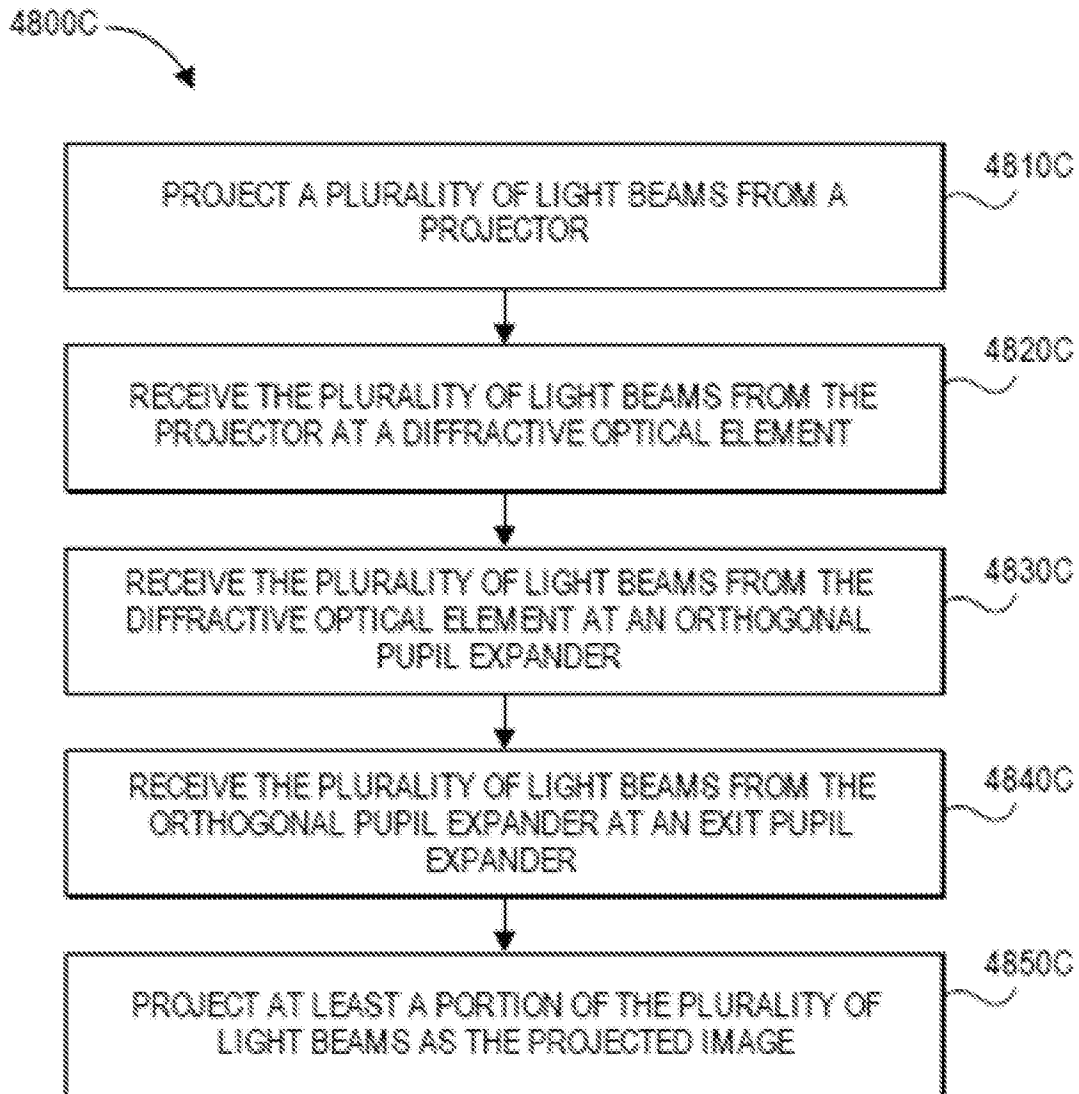 4800C
4810C
PROJECT A PLURALITY OF LIGHT BEAMS FROM A
PROJECTOR
4820C
RECEIVE THE PLURALITY OF LIGHT BEAMS FROM THE
PROJECTOR AT A DIFFRACTIVE OPTICAL ELEMENT
4830C
RECEIVE THE PLURALITY OF LIGHT BEAMS FROM THE
DIFFRACTIVE OPTICAL ELEMENT AT AN ORTHOGONAL
PUPIL EXPANDER
4840C
RECEIVE THE PLURALITY OF LIGHT BEAMS FROM THE
ORTHOGONAL PUPIL EXPANDER AT AN EXIT PUPIL
EXPANDER
4850C
PROJECT AT LEAST A PORTION OF THE PLURALITY OF
LIGHT BEAMS AS THE PROJECTED IMAGE